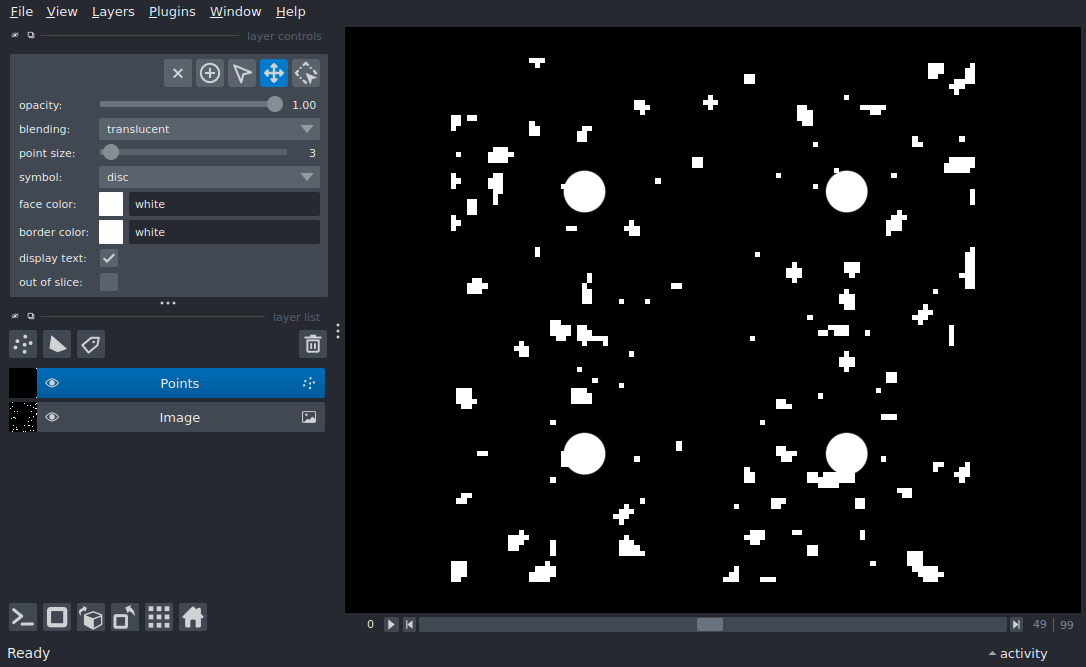 File View Layers Plugins Window Help
layer controls
opacity: 1.00
blending: translucent
point size: 3
symbol: disc
face color: white
border color: white
display text:
out of slice:
layer list
Points
Image
0 49 99
Ready activity